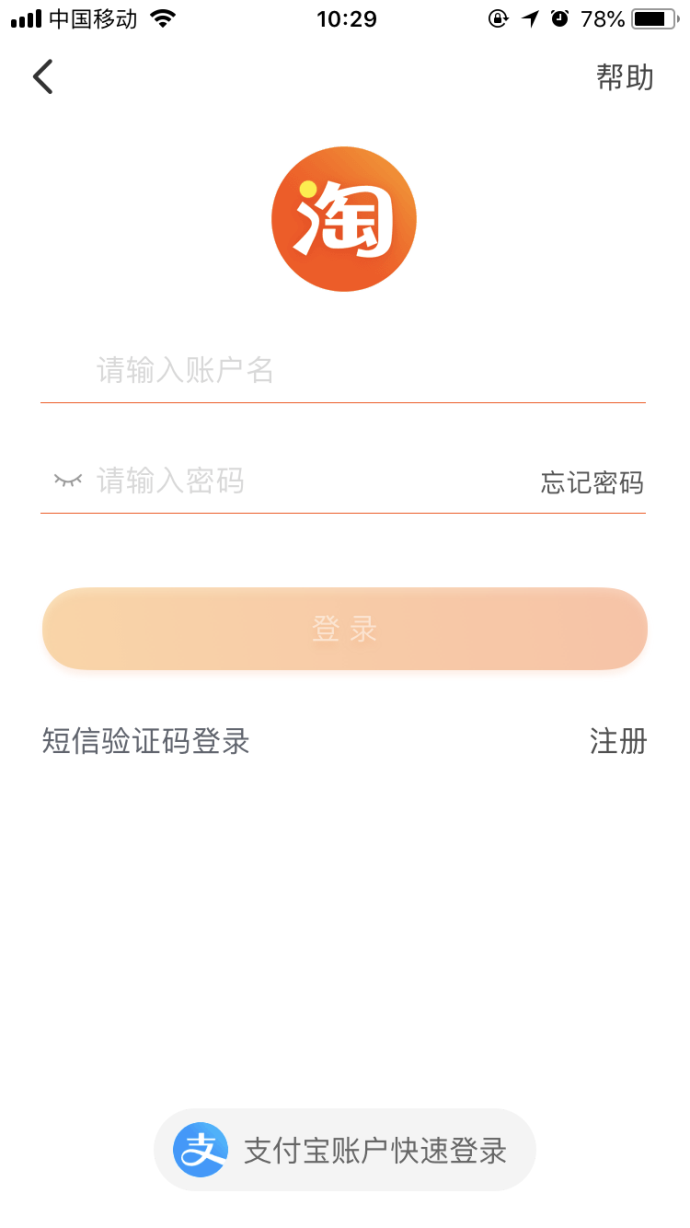 中国移动 10:29 78%
帮助
淘
请输入账户名
请输入密码 忘记密码
登录
短信验证码登录 注册
支 支付宝账户快速登录